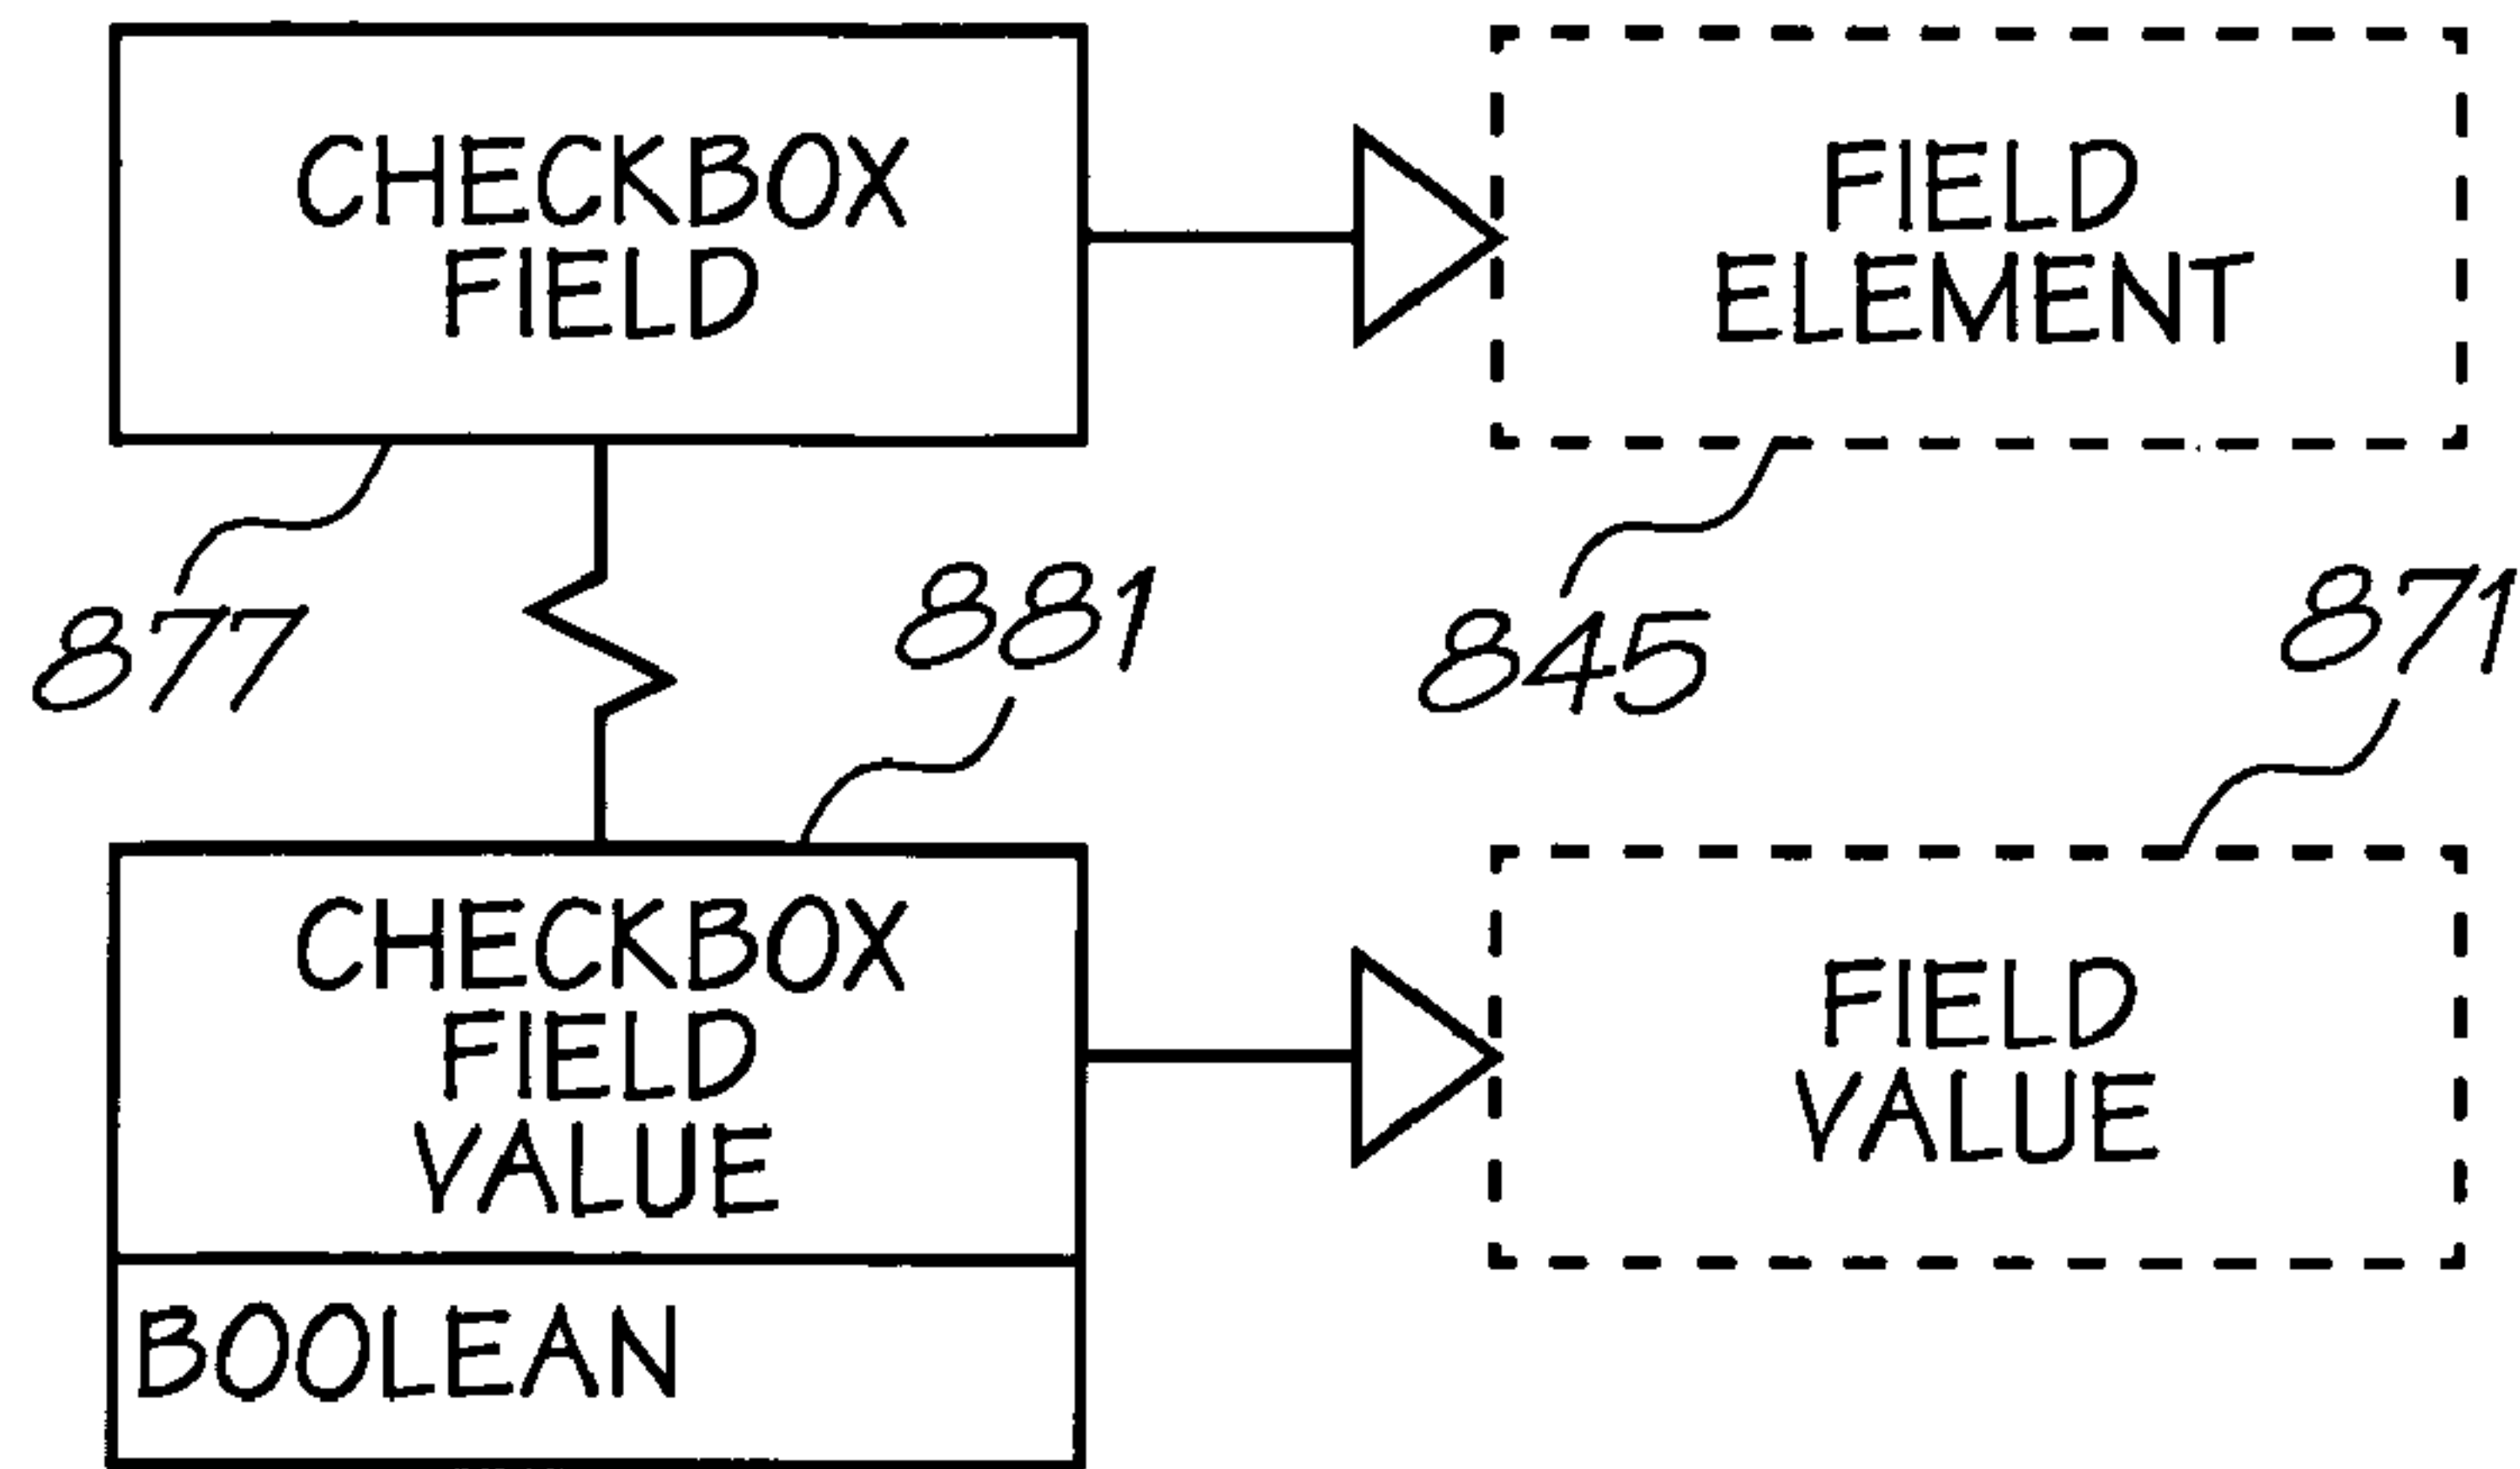 CHECKBOX
FIELD
FIELD
ELEMENT
877
881
845
871
CHECKBOX
FIELD
VALUE
FIELD
VALUE
BOOLEAN